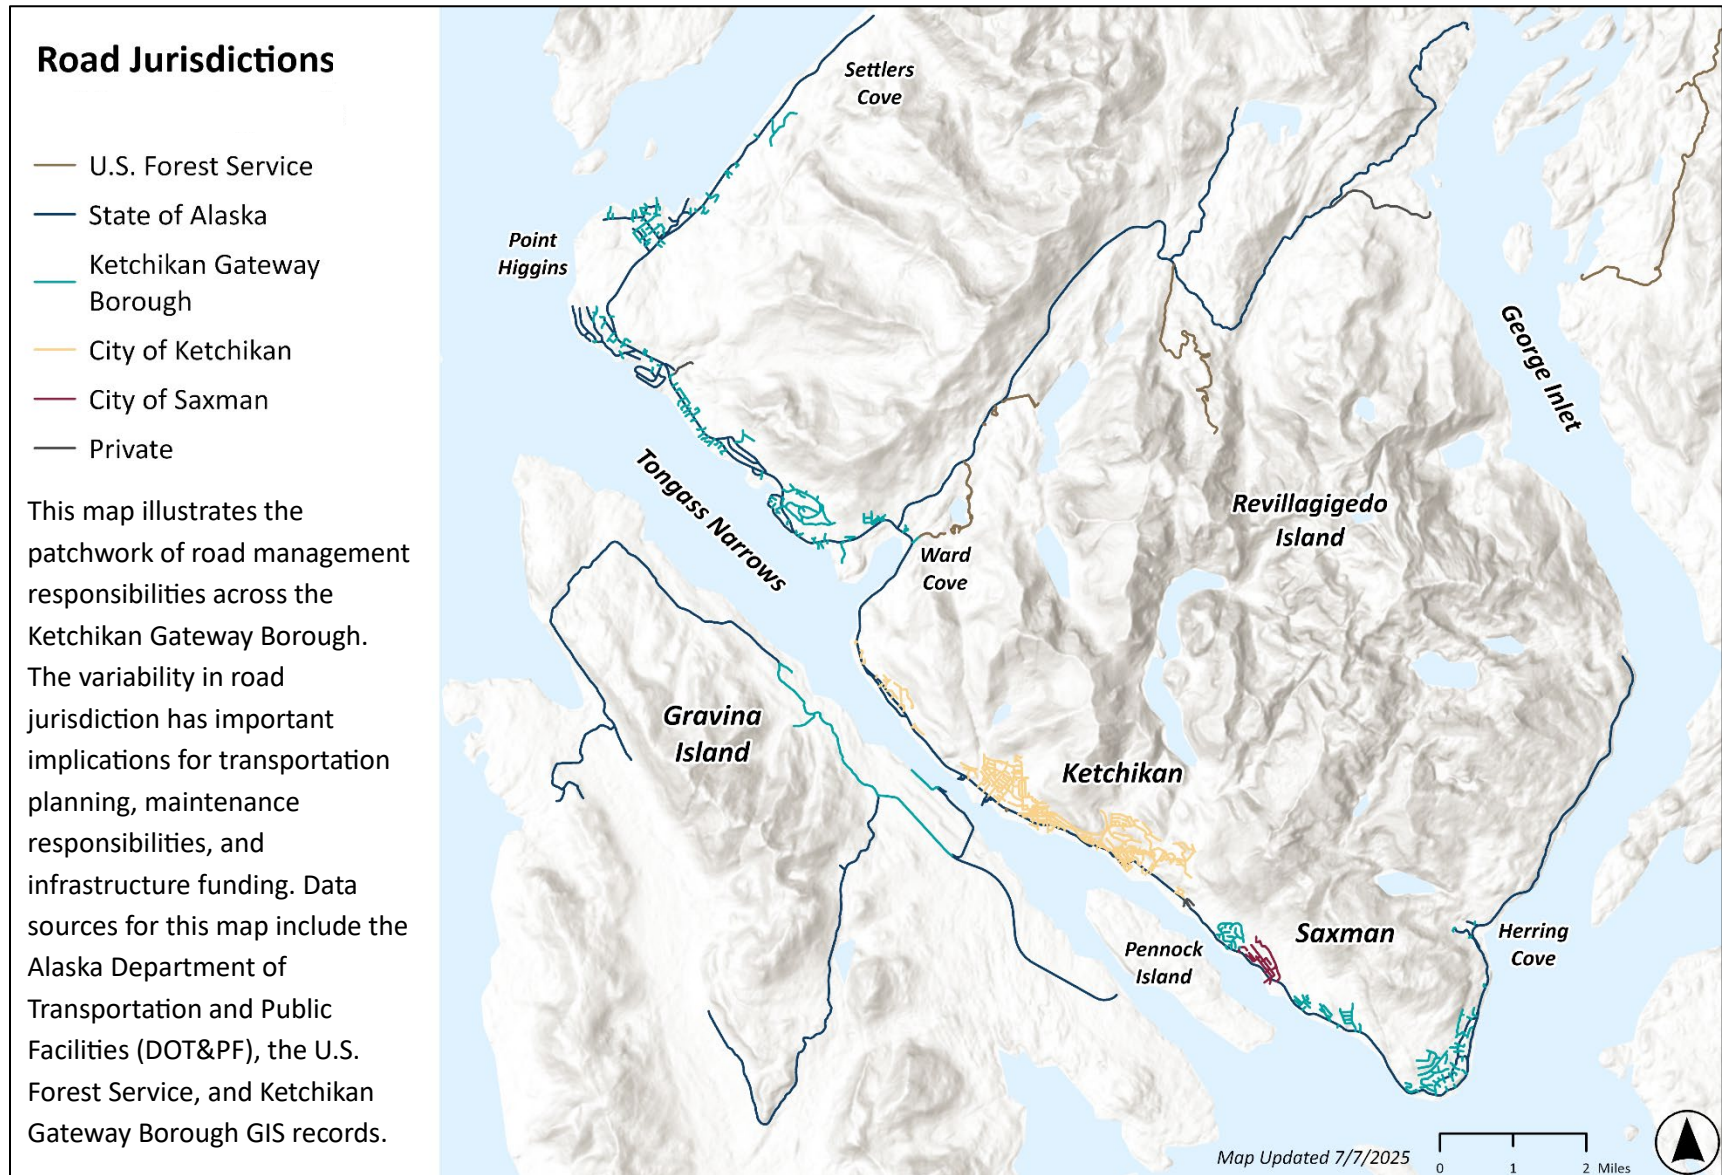 Road Jurisdictions
U.S. Forest Service
State of Alaska
Ketchikan Gateway
Borough
City of Ketchikan
City of Saxman
Private
This map illustrates the
patchwork of road management
responsibilities across the
Ketchikan Gateway Borough.
The variability in road
jurisdiction has important
implications for transportation
planning, maintenance
responsibilities, and
infrastructure funding. Data
sources for this map include the
Alaska Department of
Transportation and Public
Facilities (DOT&PF), the U.S.
Forest Service, and Ketchikan
Gateway Borough GIS records.
Settlers
Cove
Point
Higgins
George Inlet
Tongass Narrows
Revillagigedo
Island
Ward
Cove
Gravina
Island
Ketchikan
Pennock
Island
Saxman
Herring
Cove
Map Updated 7/7/2025
0 1 2 Miles